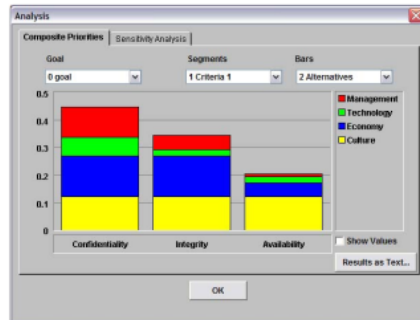 Analysis
Composite Priorities
Sensitivity Analysis
Goal
Segments
Bars
0 goal
1 Criteria 1
2 Alternatives
0.5
0.4
0.3
0.2
0.1
0
Management
Technology
Economy
Culture
Confidentiality
Integrity
Availability
Show Values
Results as Text...
OK